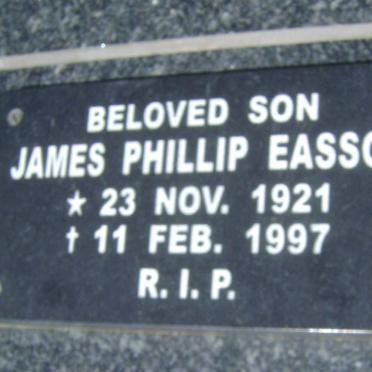 BELOVED SON
JAMES PHILLIP
★ 23 NOV. 1921
† 11 FEB. 1997
R. I. P.